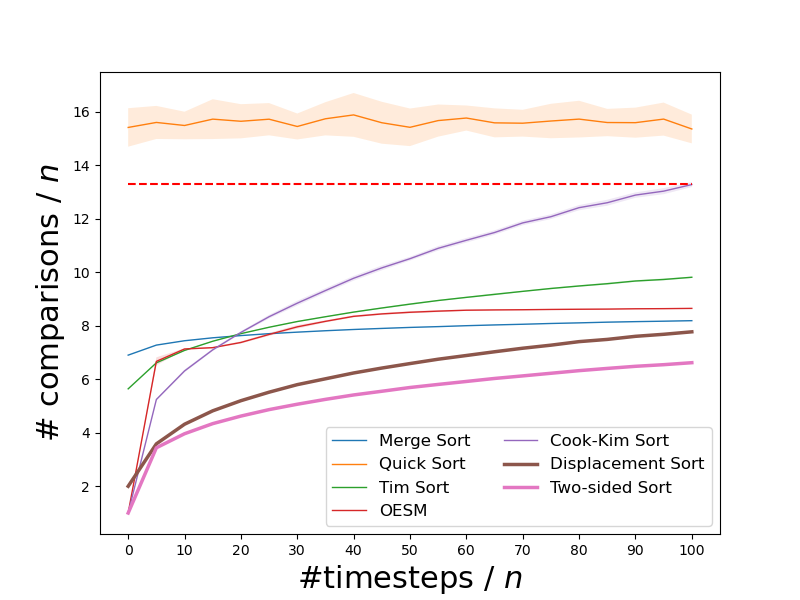 # comparisons / n
16
14
12
10
8
6
4
2
Merge Sort
Quick Sort
Tim Sort
OESM
Cook-Kim Sort
Displacement Sort
Two-sided Sort
0 10 20 30 40 50 60 70 80 90 100
#timesteps / n